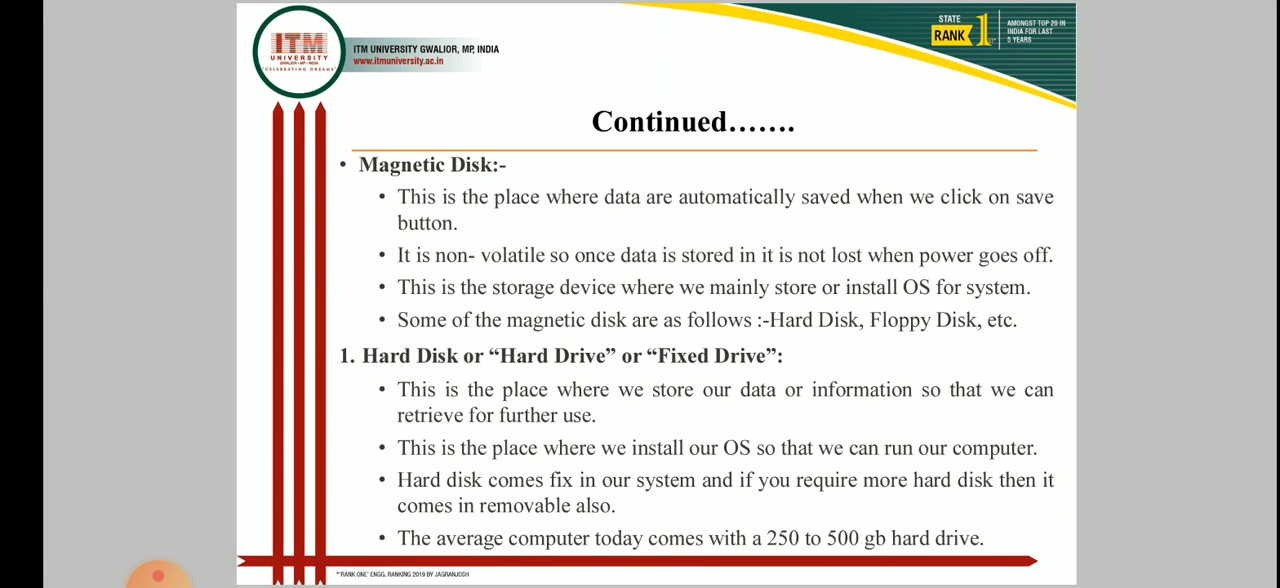 ITM
UNIVERSITY
GWALIOR • MP • INDIA
"CELEBRATING DREAMS"
ITM UNIVERSITY GWALIOR, MP, INDIA
www.itmuniversity.ac.in
STATE
RANK 1
AMONGST TOP 20 IN
INDIA FOR LAST
5 YEARS
Continued…….
• Magnetic Disk:-
• This is the place where data are automatically saved when we click on save
button.
• It is non- volatile so once data is stored in it is not lost when power goes off.
• This is the storage device where we mainly store or install OS for system.
• Some of the magnetic disk are as follows :-Hard Disk, Floppy Disk, etc.
1. Hard Disk or “Hard Drive” or “Fixed Drive”:
• This is the place where we store our data or information so that we can
retrieve for further use.
• This is the place where we install our OS so that we can run our computer.
• Hard disk comes fix in our system and if you require more hard disk then it
comes in removable also.
• The average computer today comes with a 250 to 500 gb hard drive.
*"RANK ONE" ENGG. RANKING 2019 BY JAGRANJOSH